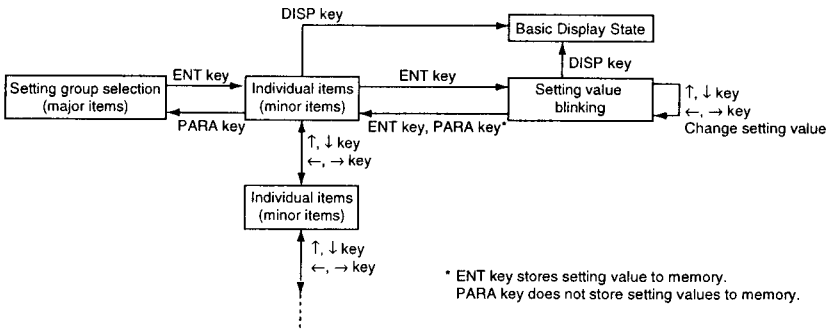 DISP key
Basic Display State
DISP key
ENT key
ENT key
Setting group selection
(major items)
Individual items
(minor items)
Setting value
blinking
↑, ↓ key
←, → key
Change setting value
PARA key
ENT key, PARA key*
↑, ↓ key
←, → key
Individual items
(minor items)
↑, ↓ key
←, → key
* ENT key stores setting value to memory.
PARA key does not store setting values to memory.